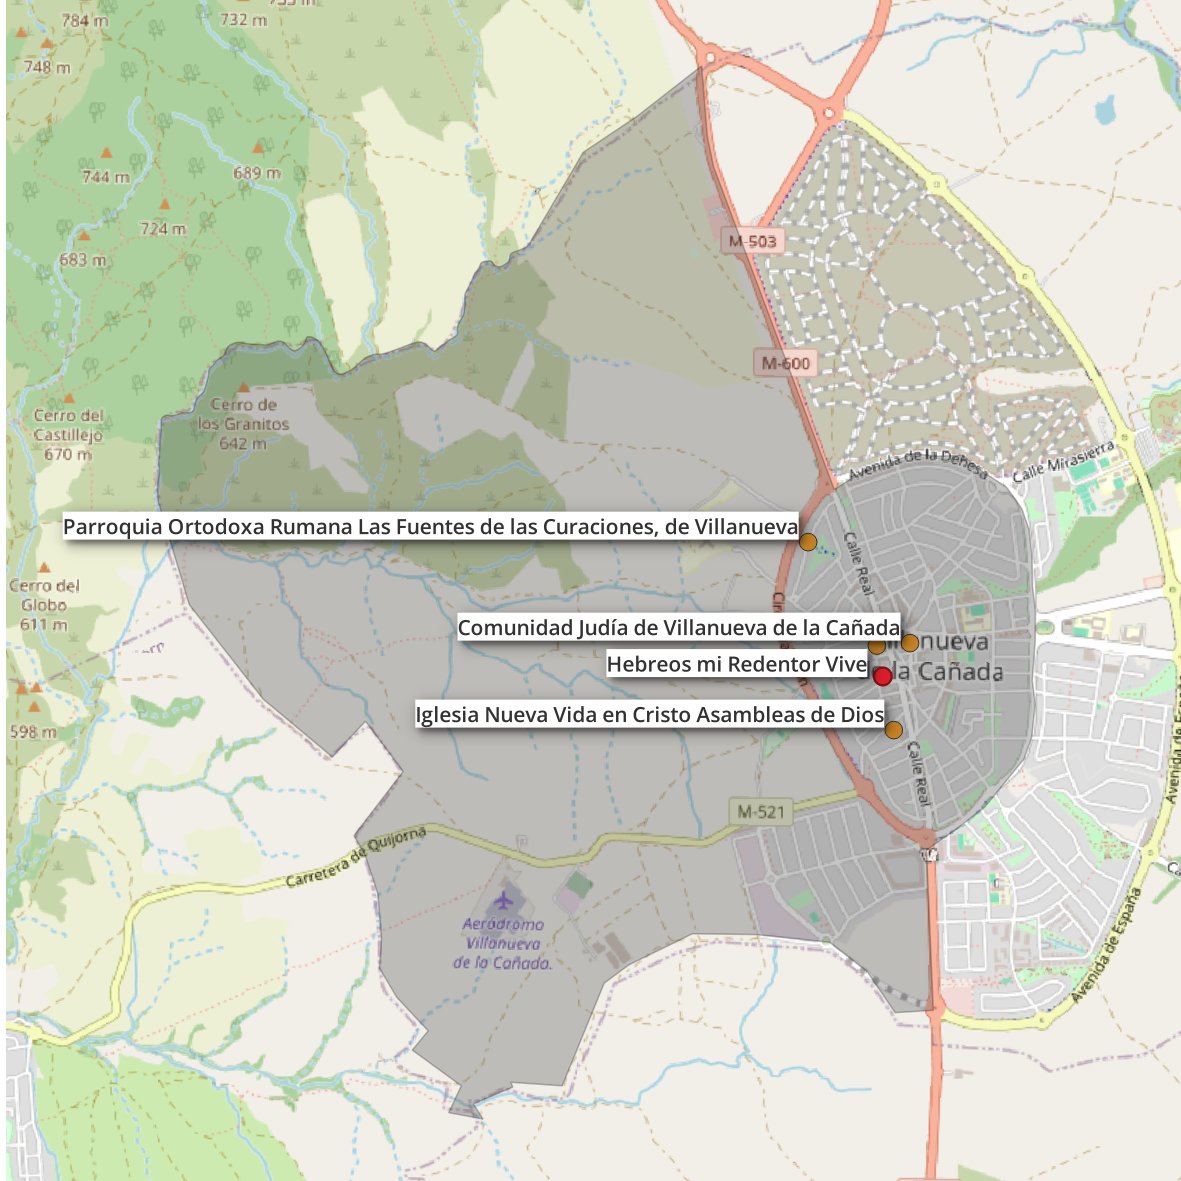 784 m
732 m
748 m
744 m
689 m
724 m
683 m
M-503
M-600
Cerro del
Castillejo
670 m
Cerro de
los Granitos
642 m
Avenida de la Dehesa
Calle Mirasierra
Parroquia Ortodoxa Rumana Las Fuentes de las Curaciones, de Villanueva
Calle Real
Cerro del
Globo
611 m
Comunidad Judía de Villanueva de la Cañada
nueva
Hebreos mi Redentor Vive
la Cañada
Iglesia Nueva Vida en Cristo Asambleas de Dios
598 m
Calle Real
Avenida de Espa
M-521
Carretera de Quijorna
Aeródromo
Villanueva
de la Cañada.
Avenida de España